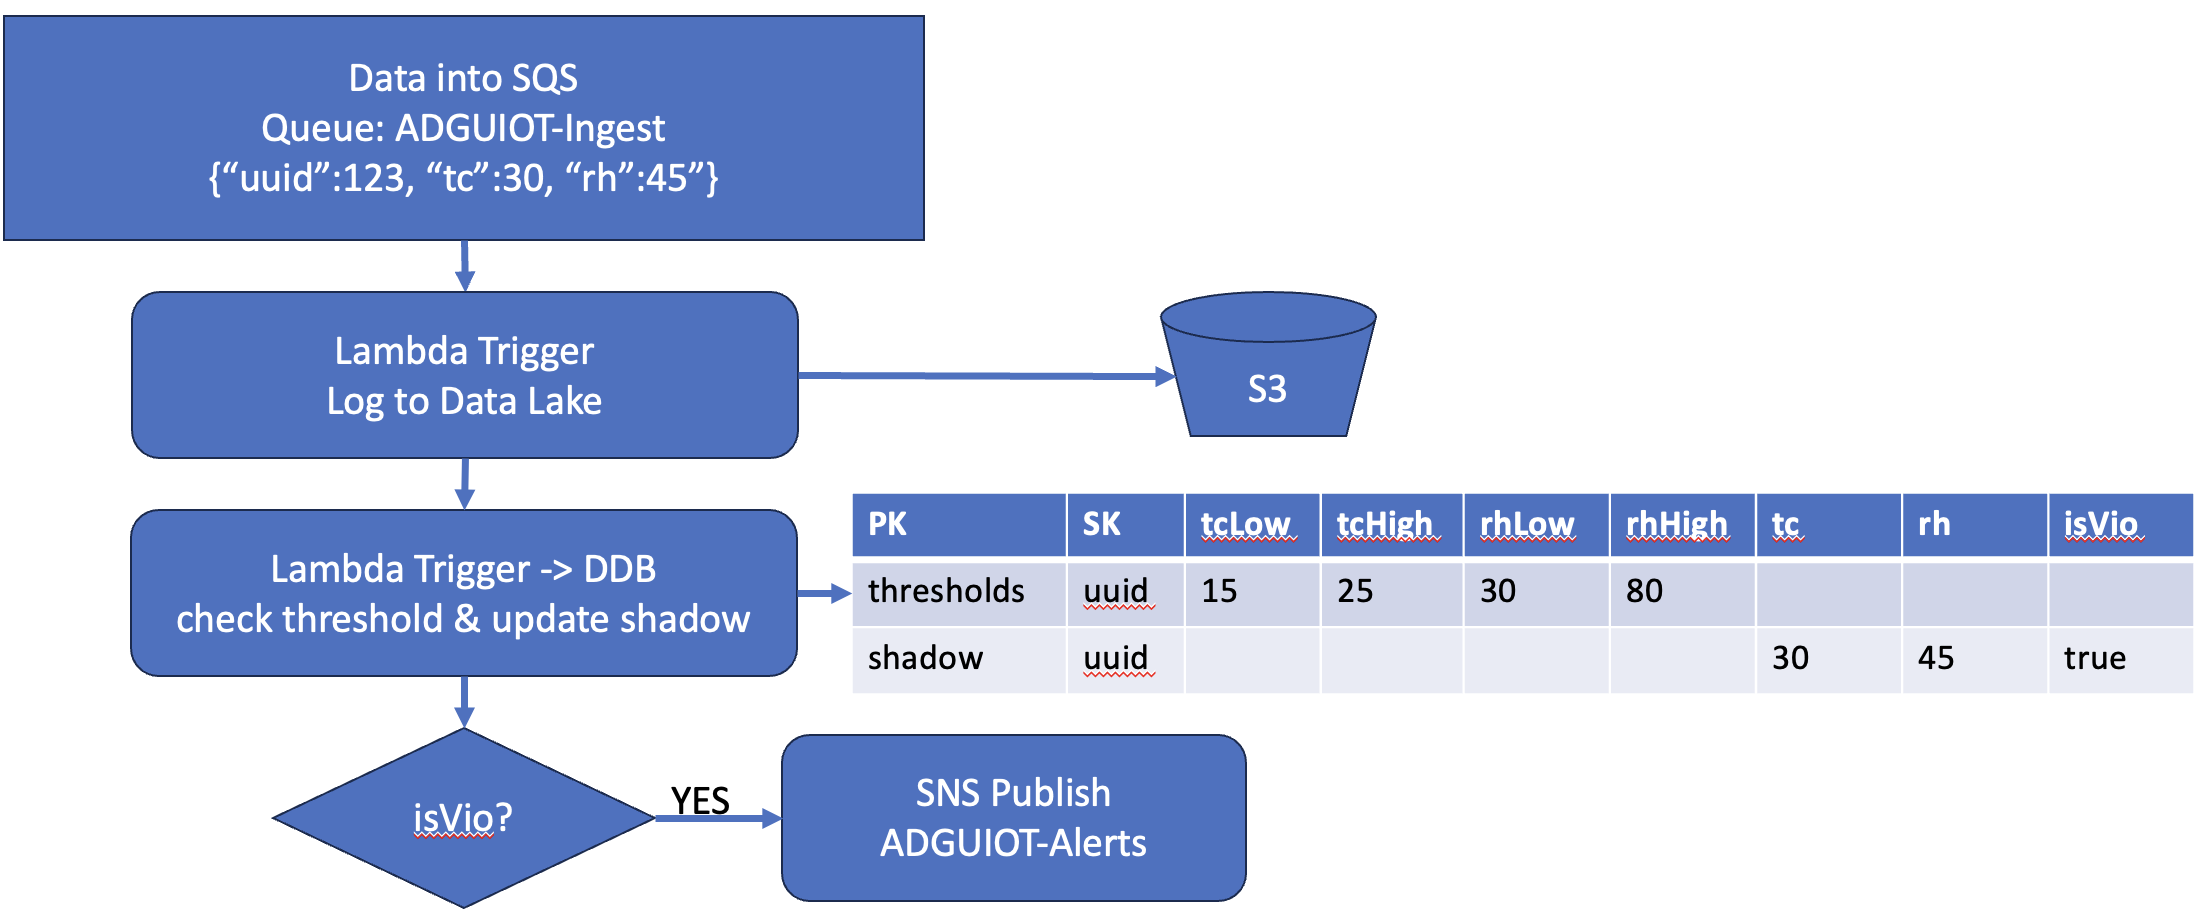 Data into SQS
Queue: ADGUIOT-Ingest
{“uuid”:123, “tc”:30, “rh”:45”}
Lambda Trigger
Log to Data Lake
S3
Lambda Trigger -> DDB
check threshold & update shadow
PK SK tcLow tcHigh rhLow rhHigh tc rh isVio
thresholds uuid 15 25 30 80
shadow uuid 30 45 true
isVio?
YES
SNS Publish
ADGUIOT-Alerts